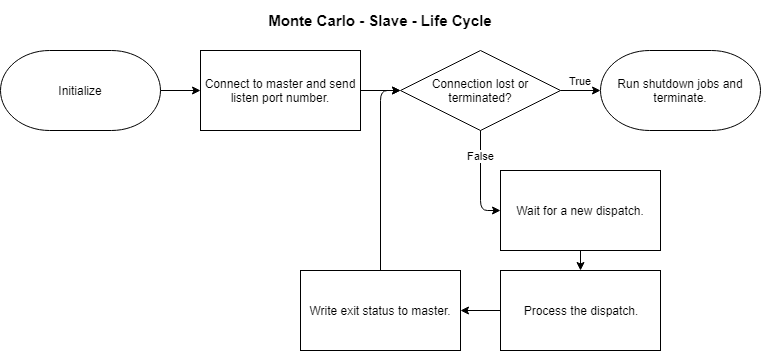 Monte Carlo - Slave - Life Cycle
Initialize
Connect to master and send
listen port number.
Connection lost or
terminated?
True
Run shutdown jobs and
terminate.
False
Wait for a new dispatch.
Write exit status to master.
Process the dispatch.